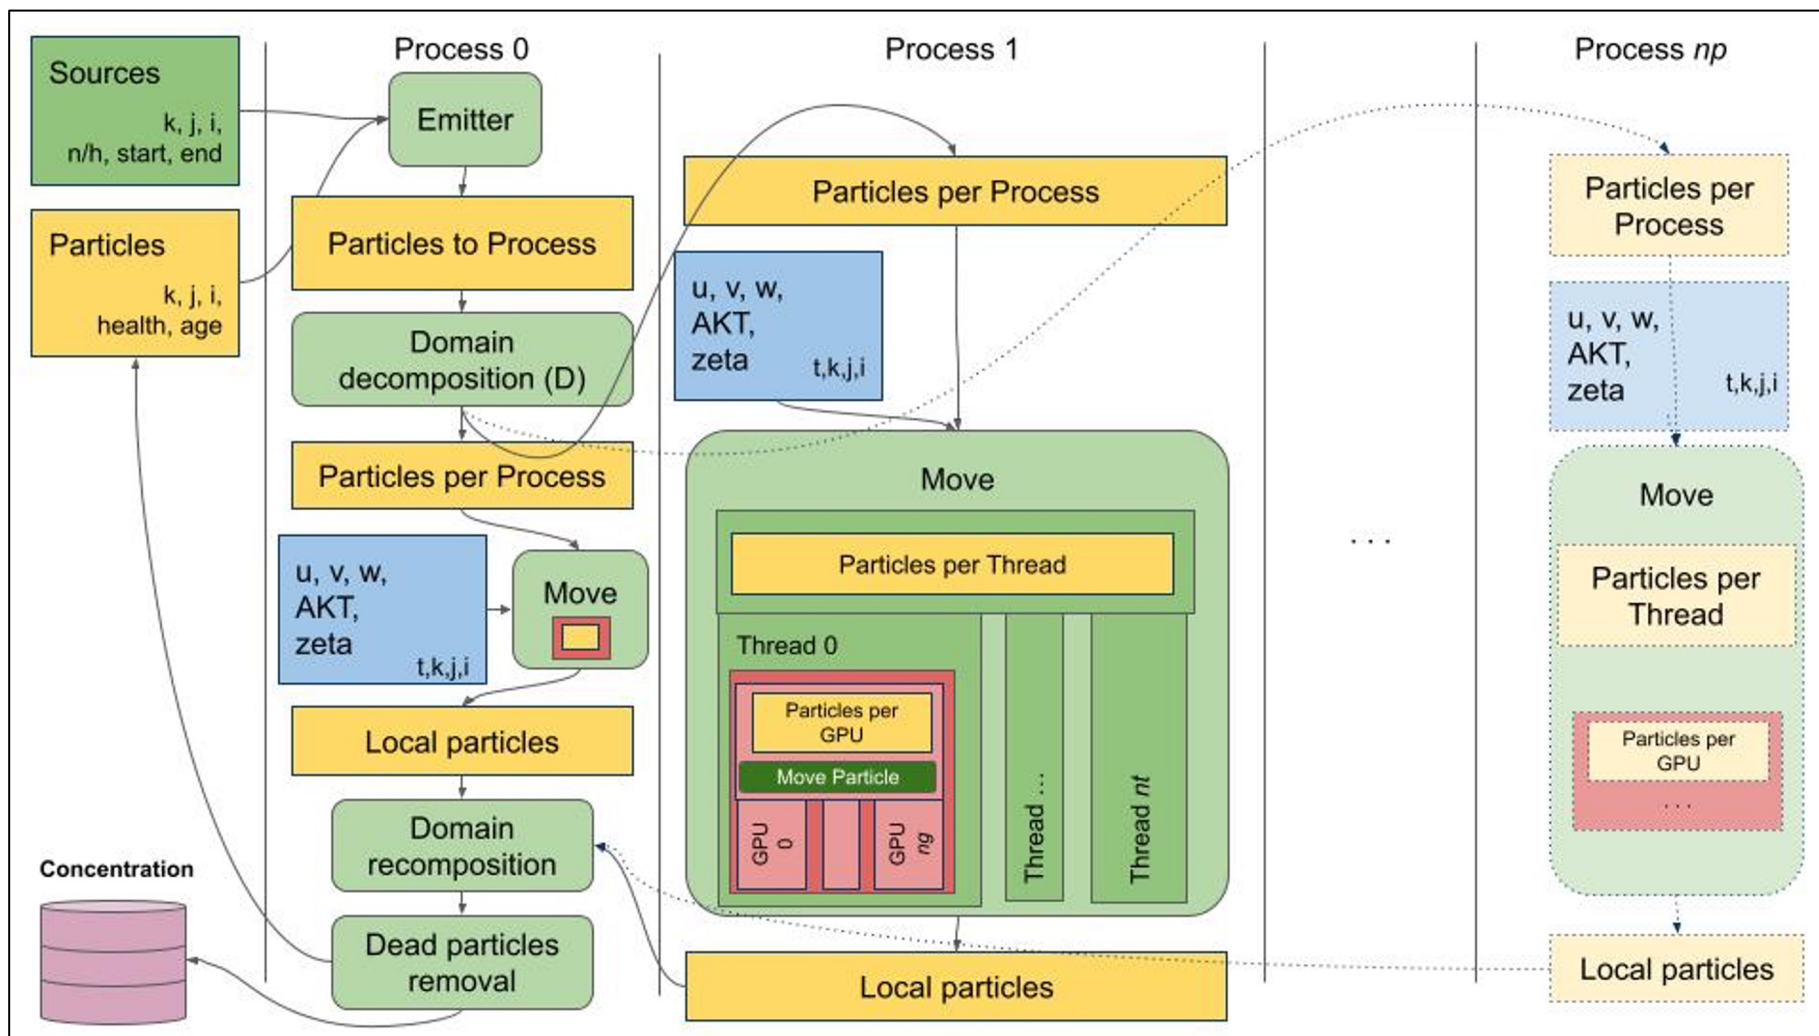 Sources
k, j, i,
n/h, start, end
Particles
k, j, i,
health, age
Concentration
Process 0
Emitter
Particles to Process
Domain
decomposition (D)
Particles per Process
u, v, w,
AKT,
zeta
t,k,j,i
Move
Local particles
Domain
recomposition
Dead particles
removal
Process 1
Particles per Process
u, v, w,
AKT,
zeta
t,k,j,i
Move
Particles per Thread
Thread 0
Particles per
GPU
Move Particle
GPU
0
GPU
ng
Thread ...
Thread nt
Local particles
. . .
Process np
Particles per
Process
u, v, w,
AKT,
zeta
t,k,j,i
Move
Particles per
Thread
Particles per
GPU
. . .
Local particles